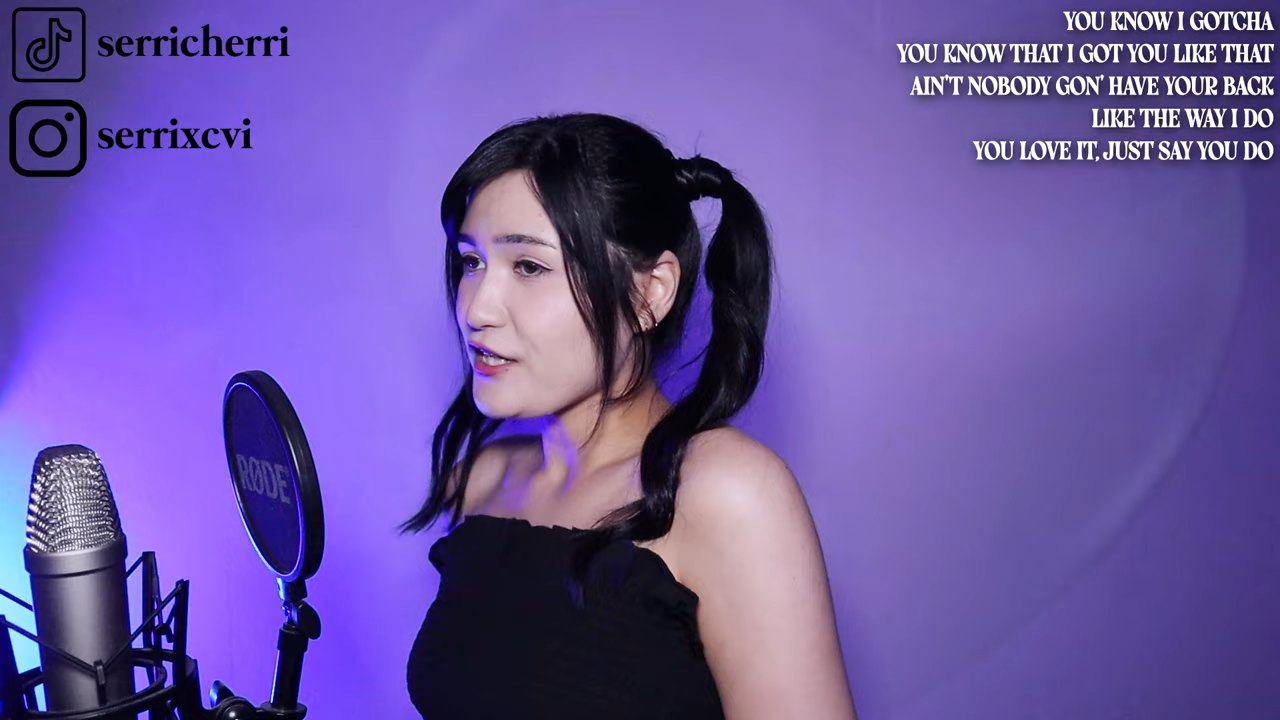 serricherri
serrixcvi
YOU KNOW I GOTCHA
YOU KNOW THAT I GOT YOU LIKE THAT
AIN'T NOBODY GON' HAVE YOUR BACK
LIKE THE WAY I DO
YOU LOVE IT, JUST SAY YOU DO
RØDE